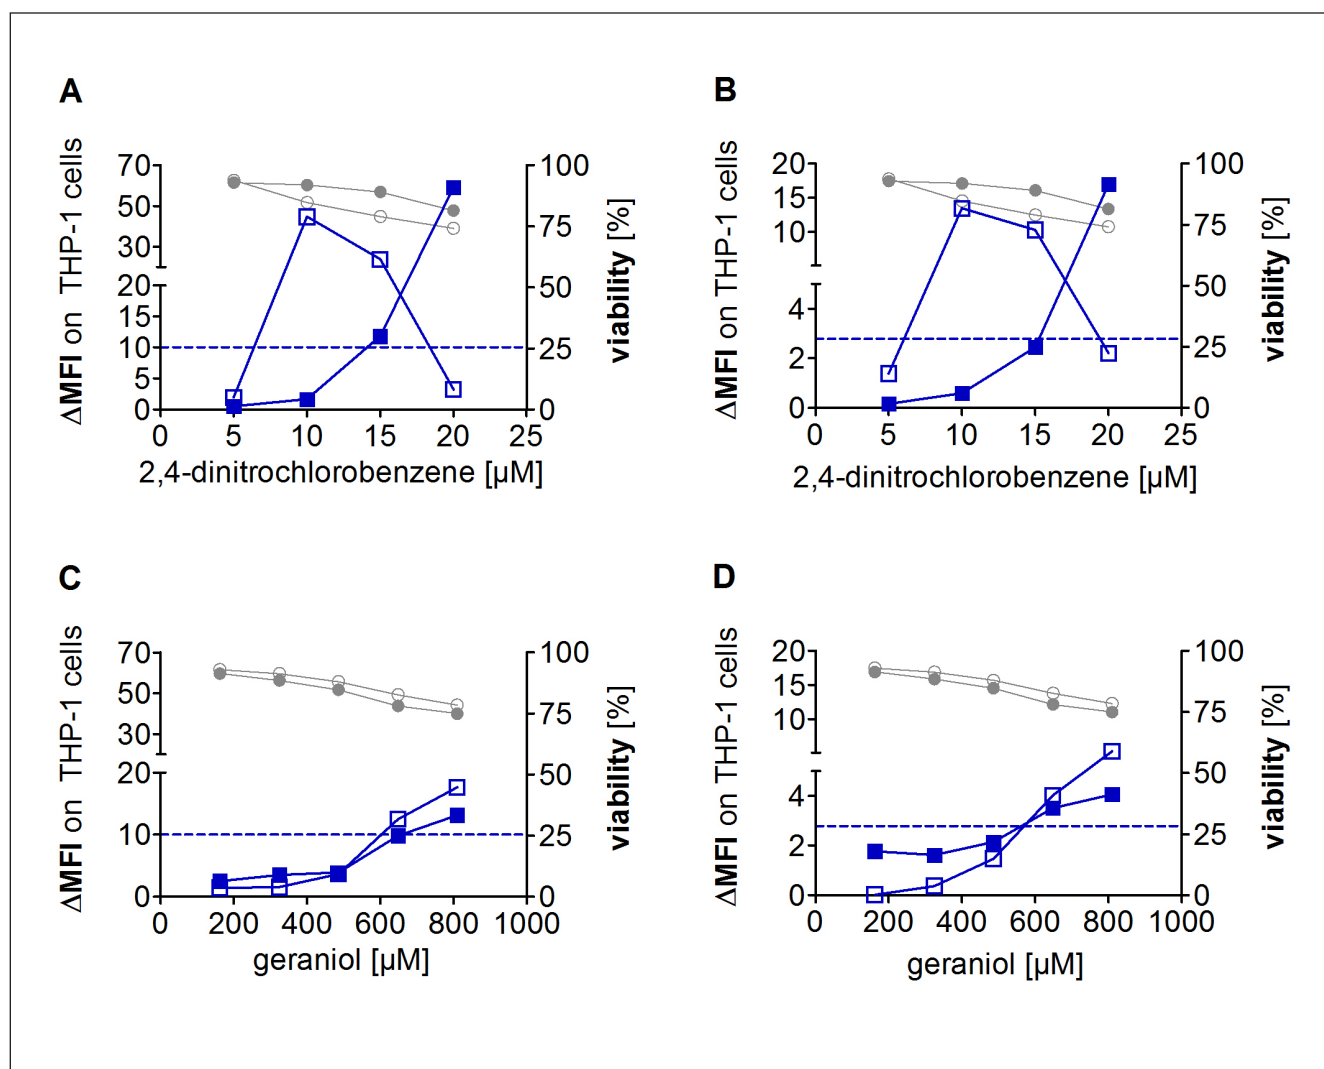 A
ΔMFI on THP-1 cells
70
50
30
20
15
10
5
0
100
75
50
25
0
viability [%]
0 5 10 15 20 25
2,4-dinitrochlorobenzene [µM]
B
ΔMFI on THP-1 cells
20
15
10
4
2
0
100
75
50
25
0
viability [%]
0 5 10 15 20 25
2,4-dinitrochlorobenzene [µM]
C
ΔMFI on THP-1 cells
70
50
30
20
10
0
100
75
50
25
0
viability [%]
0 200 400 600 800 1000
geraniol [µM]
D
ΔMFI on THP-1 cells
20
15
10
4
2
0
100
75
50
25
0
viability [%]
0 200 400 600 800 1000
geraniol [µM]